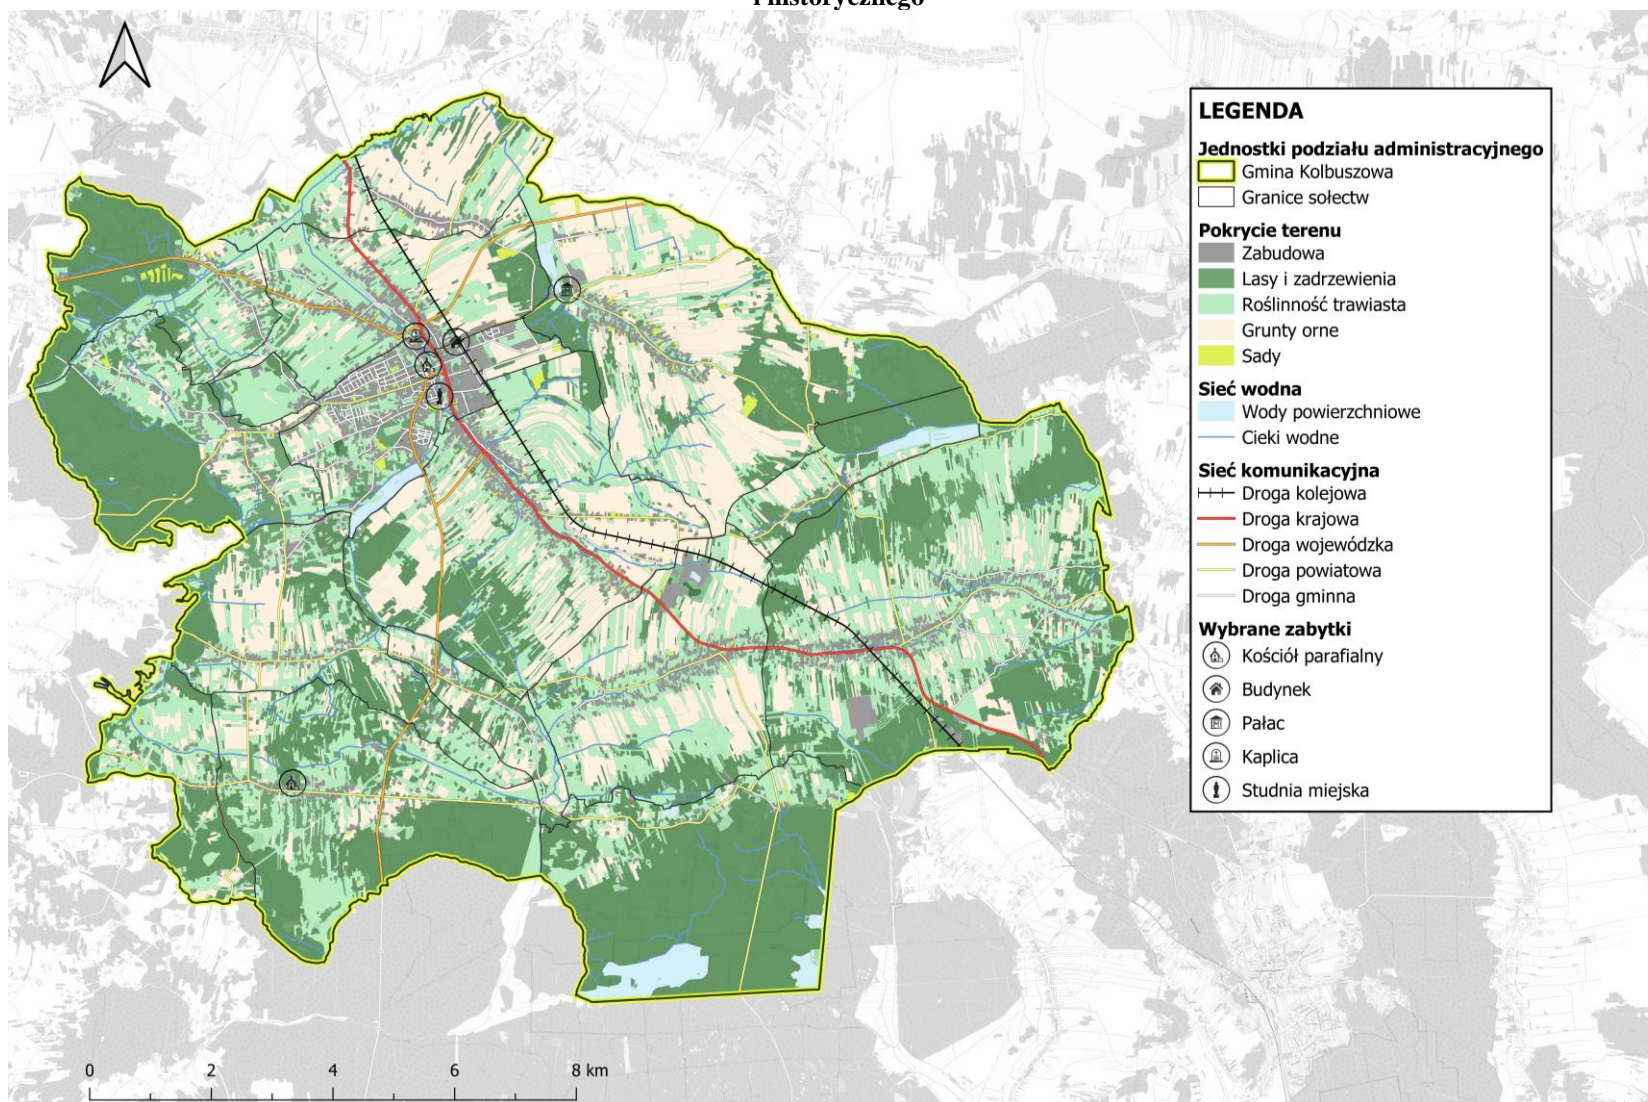 i historycznego
LEGENDA
Jednostki podziału administracyjnego
Gmina Kolbuszowa
Granice sołectw
Pokrycie terenu
Zabudowa
Lasy i zadrzewienia
Roślinność trawiasta
Grunty orne
Sady
Sieć wodna
Wody powierzchniowe
Cieki wodne
Sieć komunikacyjna
Droga kolejowa
Droga krajowa
Droga wojewódzka
Droga powiatowa
Droga gminna
Wybrane zabytki
Kościół parafialny
Budynek
Pałac
Kaplica
Studnia miejska
0 2 4 6 8 km